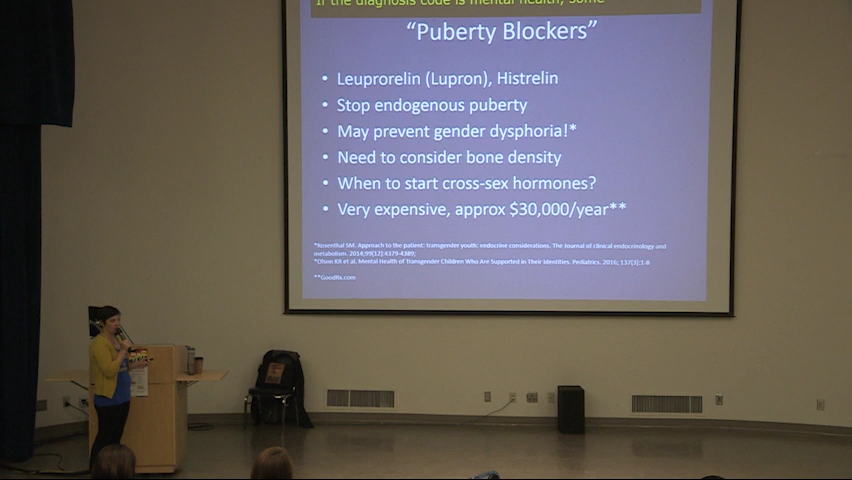 If the diagnosis code is mental health, some
“Puberty Blockers”
• Leuprorelin (Lupron), Histrelin
• Stop endogenous puberty
• May prevent gender dysphoria!*
• Need to consider bone density
• When to start cross-sex hormones?
• Very expensive, approx $30,000/year**
*Rosenthal SM. Approach to the patient: transgender youth: endocrine considerations. The Journal of clinical endocrinology and
metabolism. 2014;99(12):4379-4389;
*Olson KR et al. Mental Health of Transgender Children Who Are Supported in Their Identities. Pediatrics. 2016; 137(3):1-8
**GoodRx.com